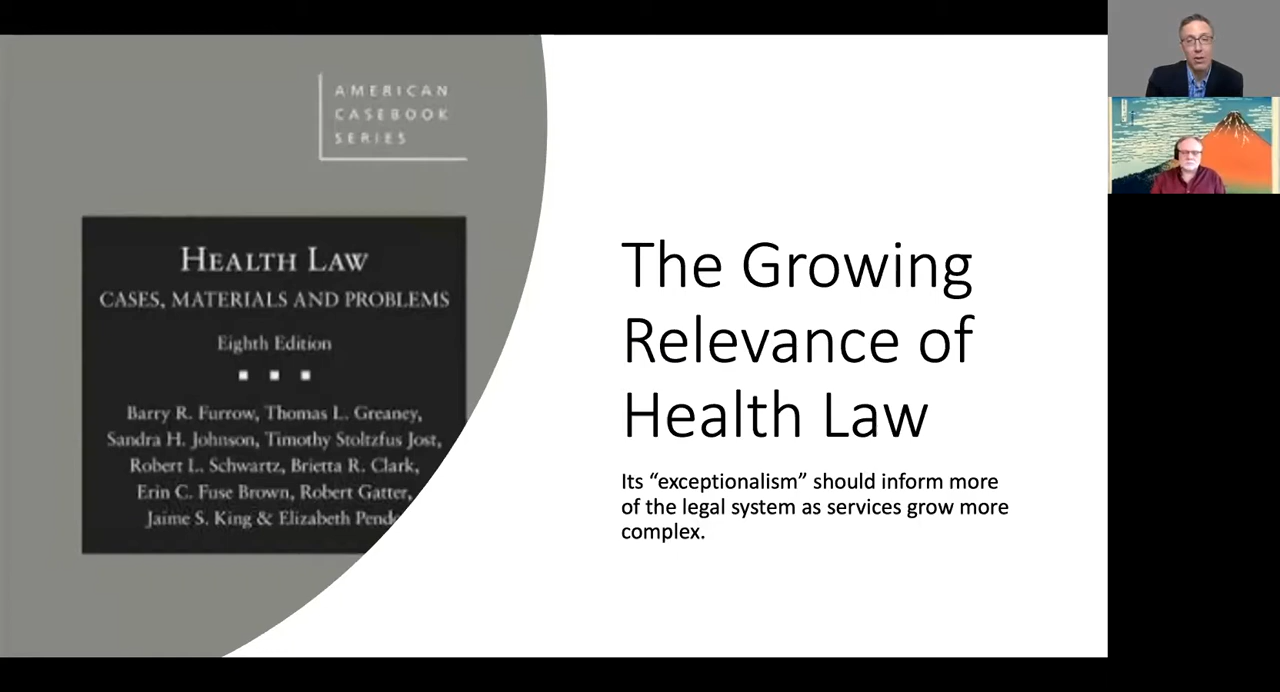 AMERICAN
CASEBOOK
SERIES
HEALTH LAW
CASES, MATERIALS AND PROBLEMS
Eighth Edition
Barry R. Furrow, Thomas L. Greaney,
Sandra H. Johnson, Timothy Stoltzfus Jost,
Robert L. Schwartz, Brietta R. Clark,
Erin C. Fuse Brown, Robert Gatter,
Jaime S. King & Elizabeth
The Growing
Relevance of
Health Law
Its “exceptionalism” should inform more
of the legal system as services grow more
complex.